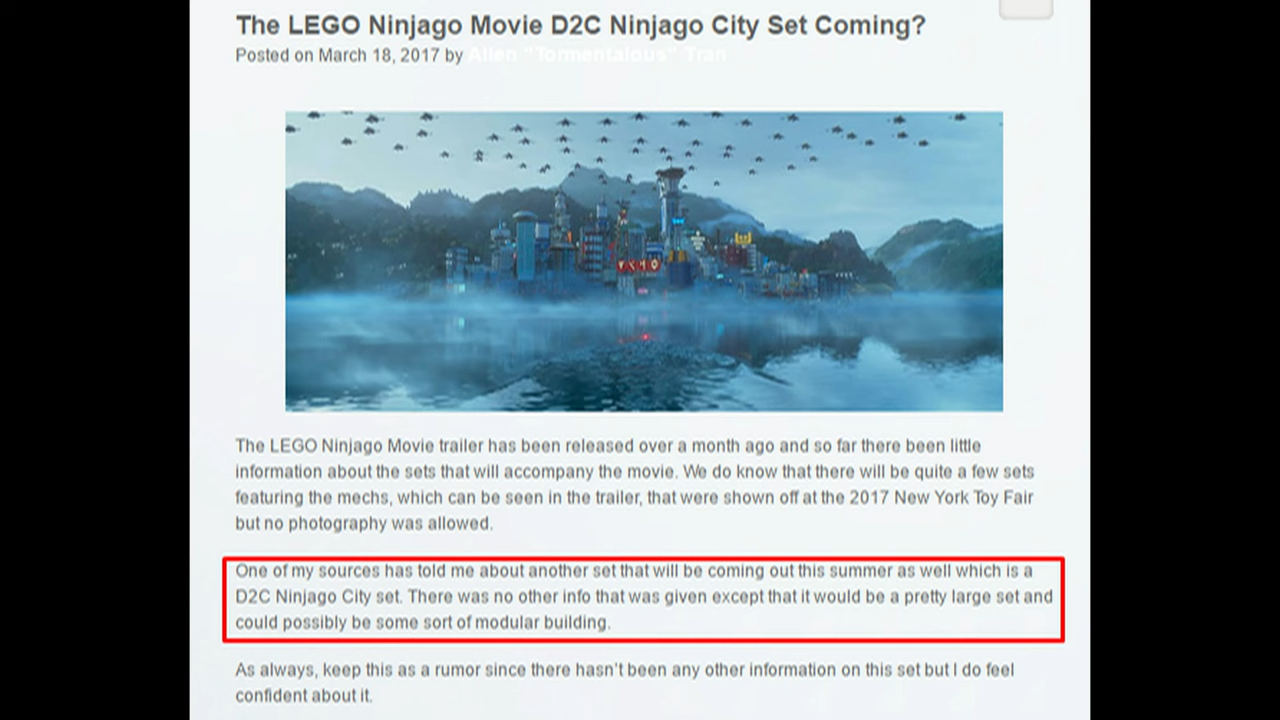 The LEGO Ninjago Movie D2C Ninjago City Set Coming?
Posted on March 18, 2017 by Allen "Tormentalous" Tran
The LEGO Ninjago Movie trailer has been released over a month ago and so far there been little
information about the sets that will accompany the movie. We do know that there will be quite a few sets
featuring the mechs, which can be seen in the trailer, that were shown off at the 2017 New York Toy Fair
but no photography was allowed.
One of my sources has told me about another set that will be coming out this summer as well which is a
D2C Ninjago City set. There was no other info that was given except that it would be a pretty large set and
could possibly be some sort of modular building.
As always, keep this as a rumor since there hasn't been any other information on this set but I do feel
confident about it.